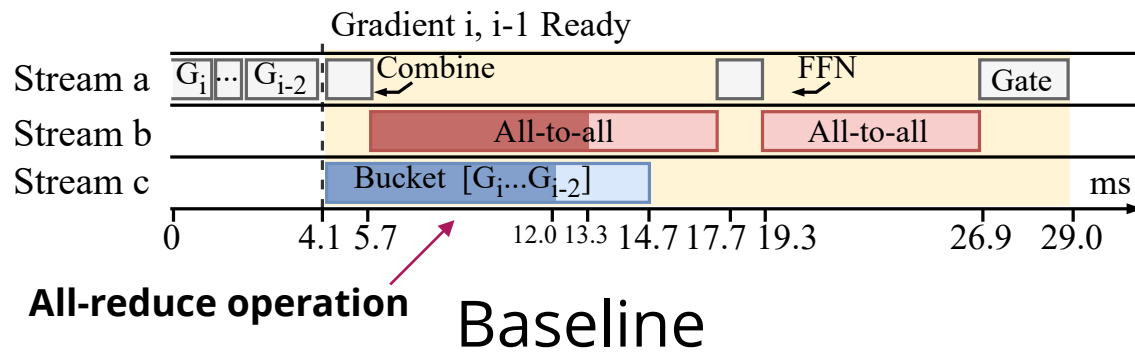 Gradient i, i-1 Ready
Stream a
Gi
...
Gi-2
Combine
FFN
Gate
Stream b
All-to-all
All-to-all
Stream c
Bucket [Gi...Gi-2]
ms
0
4.1
5.7
12.0
13.3
14.7
17.7
19.3
26.9
29.0
All-reduce operation
Baseline